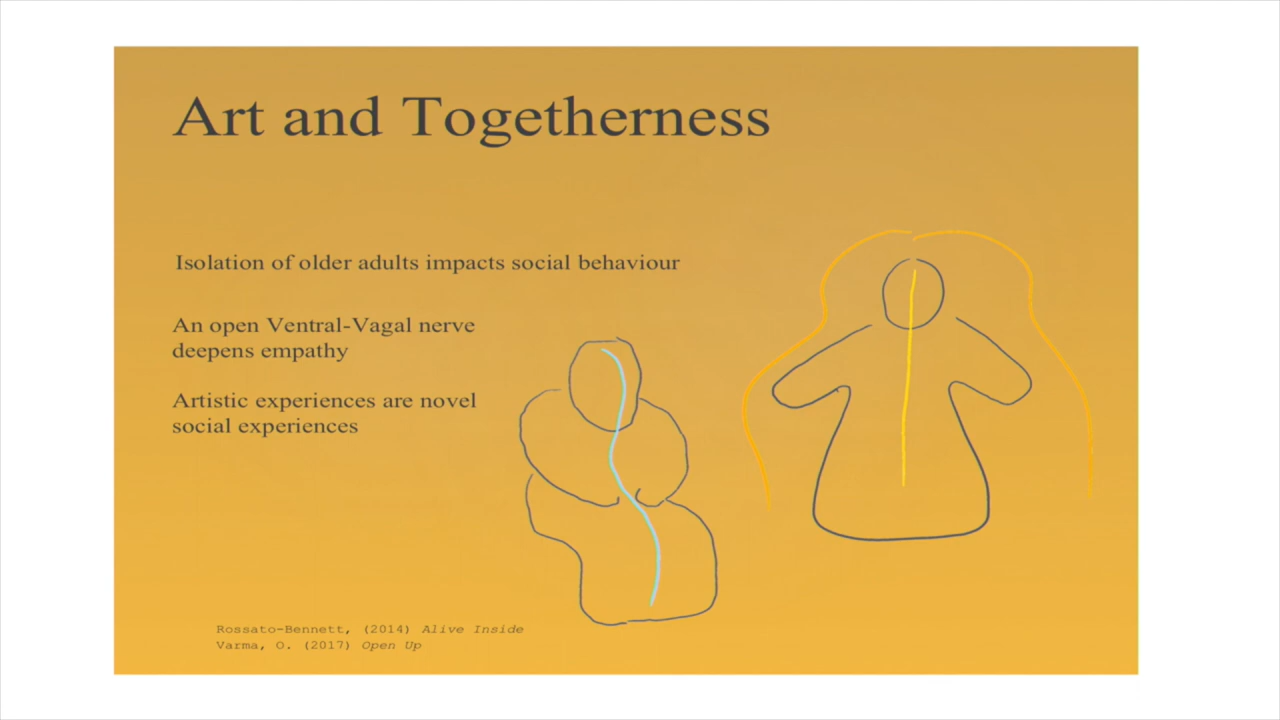 Art and Togetherness
Isolation of older adults impacts social behaviour
An open Ventral-Vagal nerve
deepens empathy
Artistic experiences are novel
social experiences
Rossato-Bennett, (2014) Alive Inside
Varma, O. (2017) Open Up